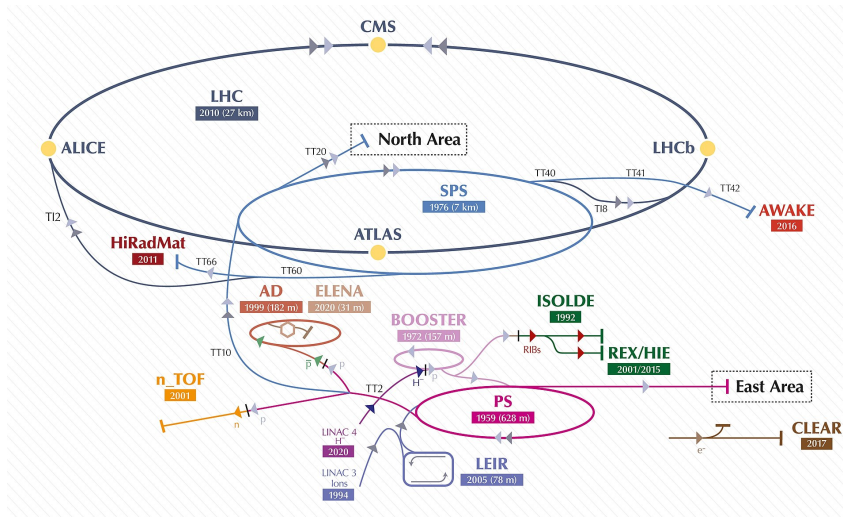 CMS
LHC
2010 (27 km)
North Area
TT20
ALICE
LHCb
TT40
TT41
SPS
1976 (7 km)
TT42
TI8
TI2
AWAKE
2016
ATLAS
HiRadMat
2011
TT66
TT60
AD
1999 (182 m)
ELENA
2020 (31 m)
ISOLDE
1992
BOOSTER
1972 (157 m)
RIBs
REX/HIE
2001/2015
TT10
p
p̅
H⁻
p
TT2
East Area
n_TOF
2001
n
p
PS
1959 (628 m)
LINAC 4
H⁻
2020
CLEAR
2017
e⁻
LINAC 3
Ions
1994
LEIR
2005 (78 m)